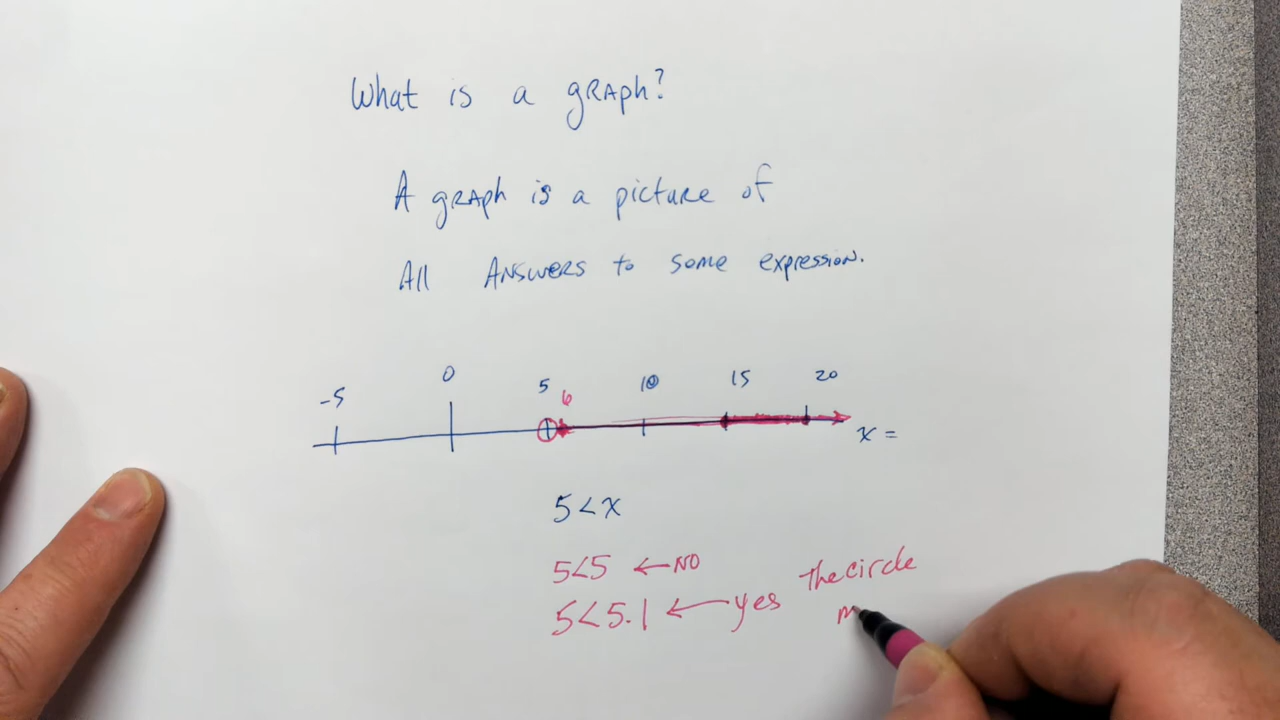 What is a graph?
A graph is a picture of
All Answers to some expression.
-5 0 5 6 10 15 20
x =
5<x
5<5 ← NO
5<5.1 ← yes
the circle
m